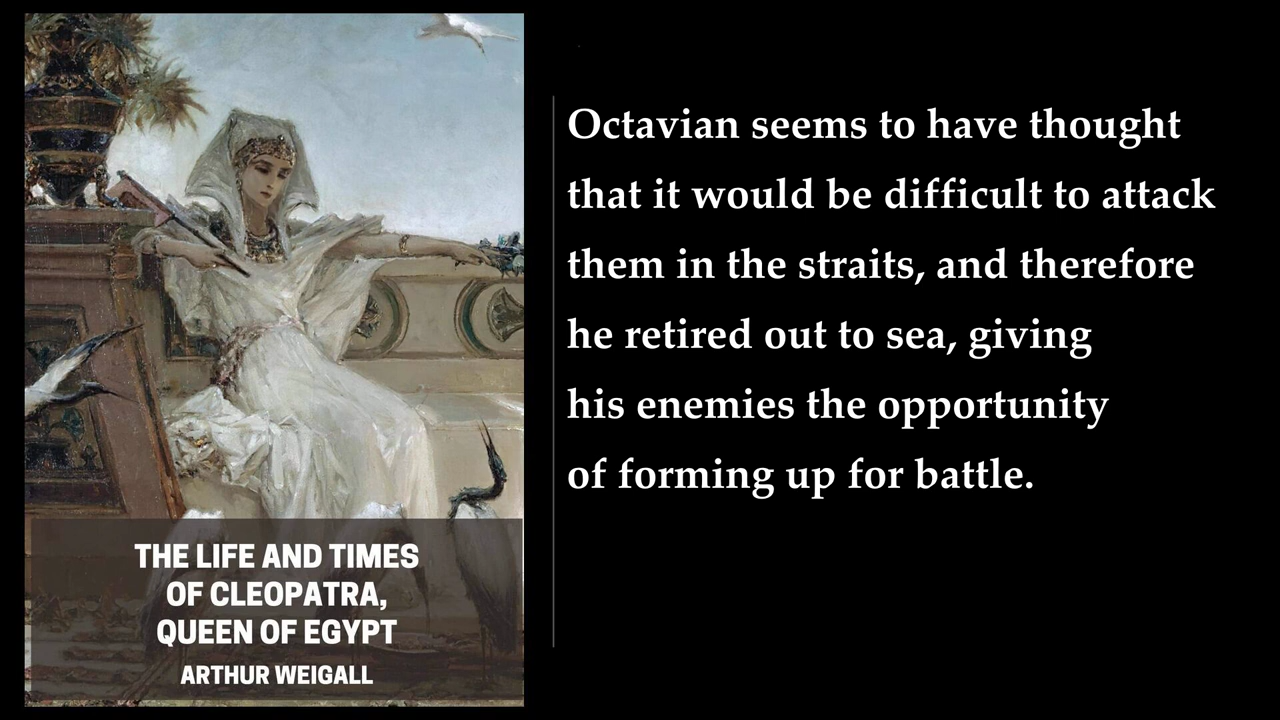 Octavian seems to have thought
that it would be difficult to attack
them in the straits, and therefore
he retired out to sea, giving
his enemies the opportunity
of forming up for battle.
THE LIFE AND TIMES
OF CLEOPATRA,
QUEEN OF EGYPT
ARTHUR WEIGALL